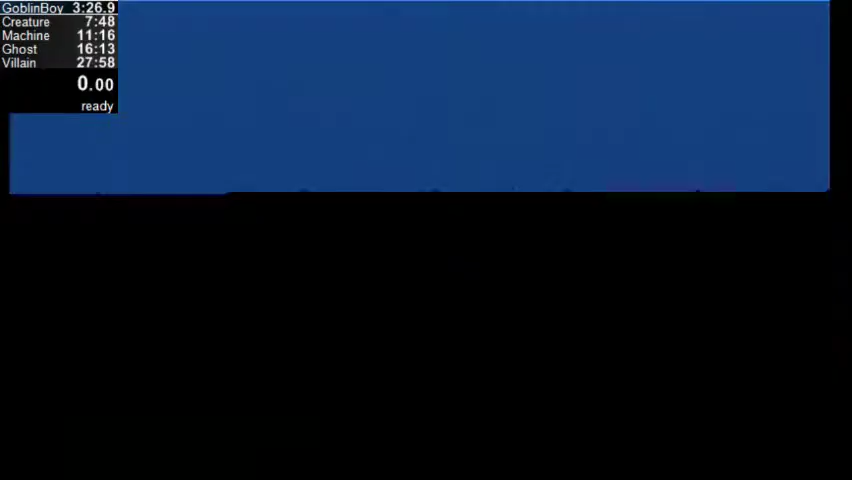 GoblinBoy 3:26.9
Creature 7:48
Machine 11:16
Ghost 16:13
Villain 27:58
0.00
ready